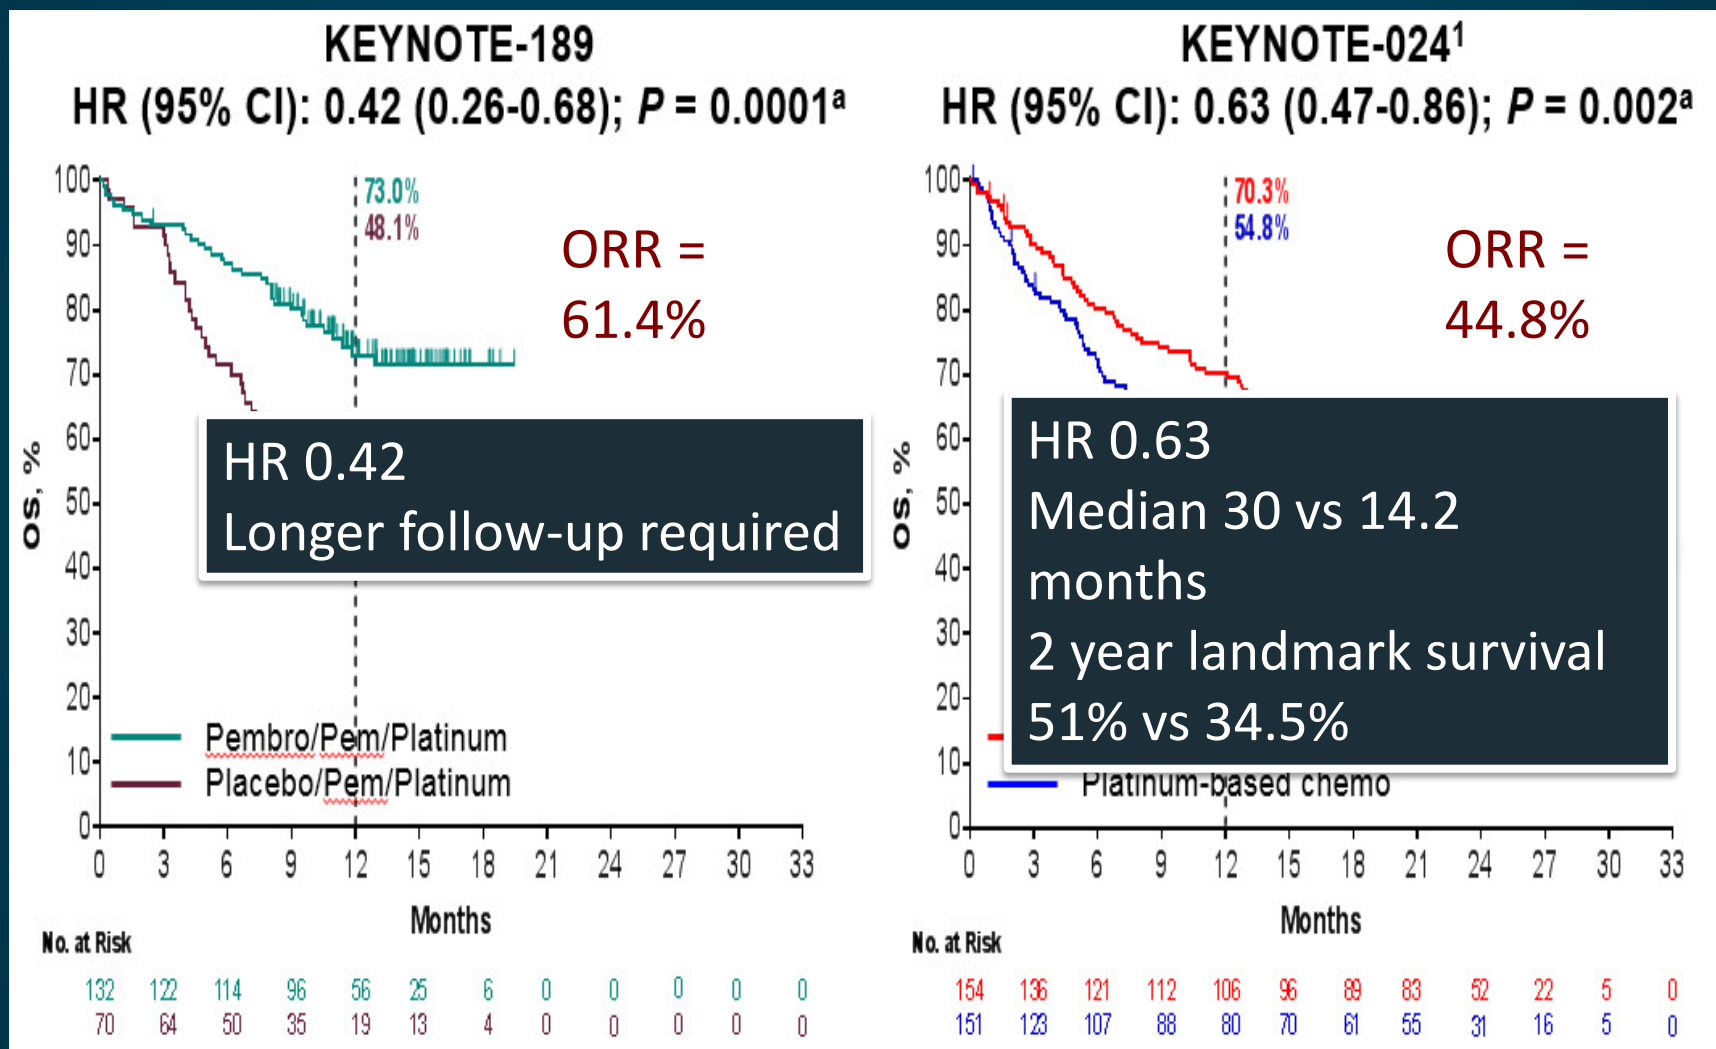 KEYNOTE-189
HR (95% CI): 0.42 (0.26-0.68); P = 0.0001ª
100
90
80
70
60
50
40
30
20
10
0
OS, %
73.0%
48.1%
ORR =
61.4%
HR 0.42
Longer follow-up required
Pembro/Pem/Platinum
Placebo/Pem/Platinum
0 3 6 9 12 15 18 21 24 27 30 33
Months
No. at Risk
132 122 114 96 56 25 6 0 0 0 0 0
70 64 50 35 19 13 4 0 0 0 0 0
KEYNOTE-024¹
HR (95% CI): 0.63 (0.47-0.86); P = 0.002ª
100
90
80
70
60
50
40
30
20
10
0
OS, %
70.3%
54.8%
ORR =
44.8%
HR 0.63
Median 30 vs 14.2
months
2 year landmark survival
51% vs 34.5%
Platinum-based chemo
0 3 6 9 12 15 18 21 24 27 30 33
Months
No. at Risk
154 136 121 112 106 96 89 83 52 22 5 0
151 123 107 88 80 70 61 55 31 16 5 0